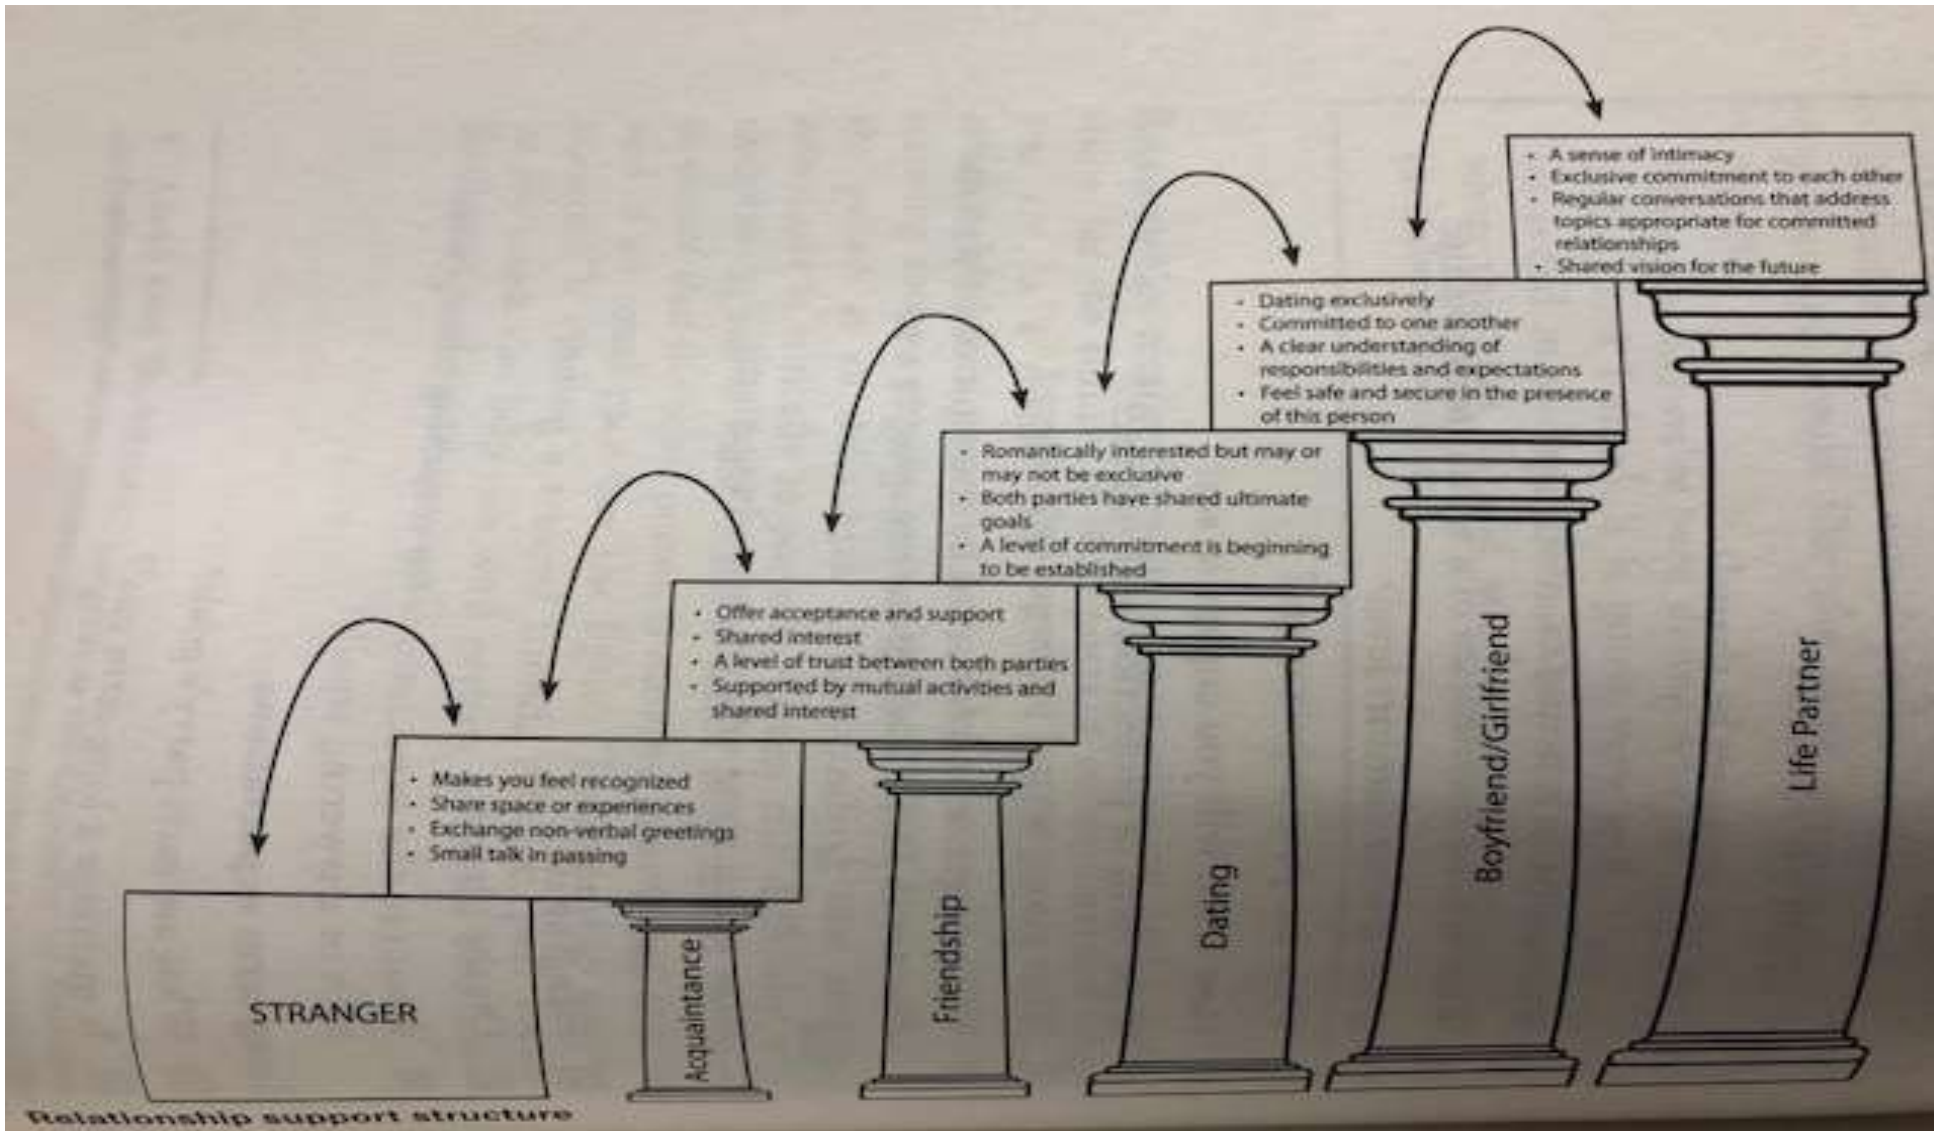 • A sense of intimacy
• Exclusive commitment to each other
• Regular conversations that address
topics appropriate for committed
relationships
• Shared vision for the future
• Dating exclusively
• Committed to one another
• A clear understanding of
responsibilities and expectations
• Feel safe and secure in the presence
of this person
• Romantically interested but may or
may not be exclusive
• Both parties have shared ultimate
goals
• A level of commitment is beginning
to be established
• Offer acceptance and support
• Shared interest
• A level of trust between both parties
• Supported by mutual activities and
shared interest
• Makes you feel recognized
• Share space or experiences
• Exchange non-verbal greetings
• Small talk in passing
STRANGER
Acquaintance
Friendship
Dating
Boyfriend/Girlfriend
Life Partner
Relationship support structure